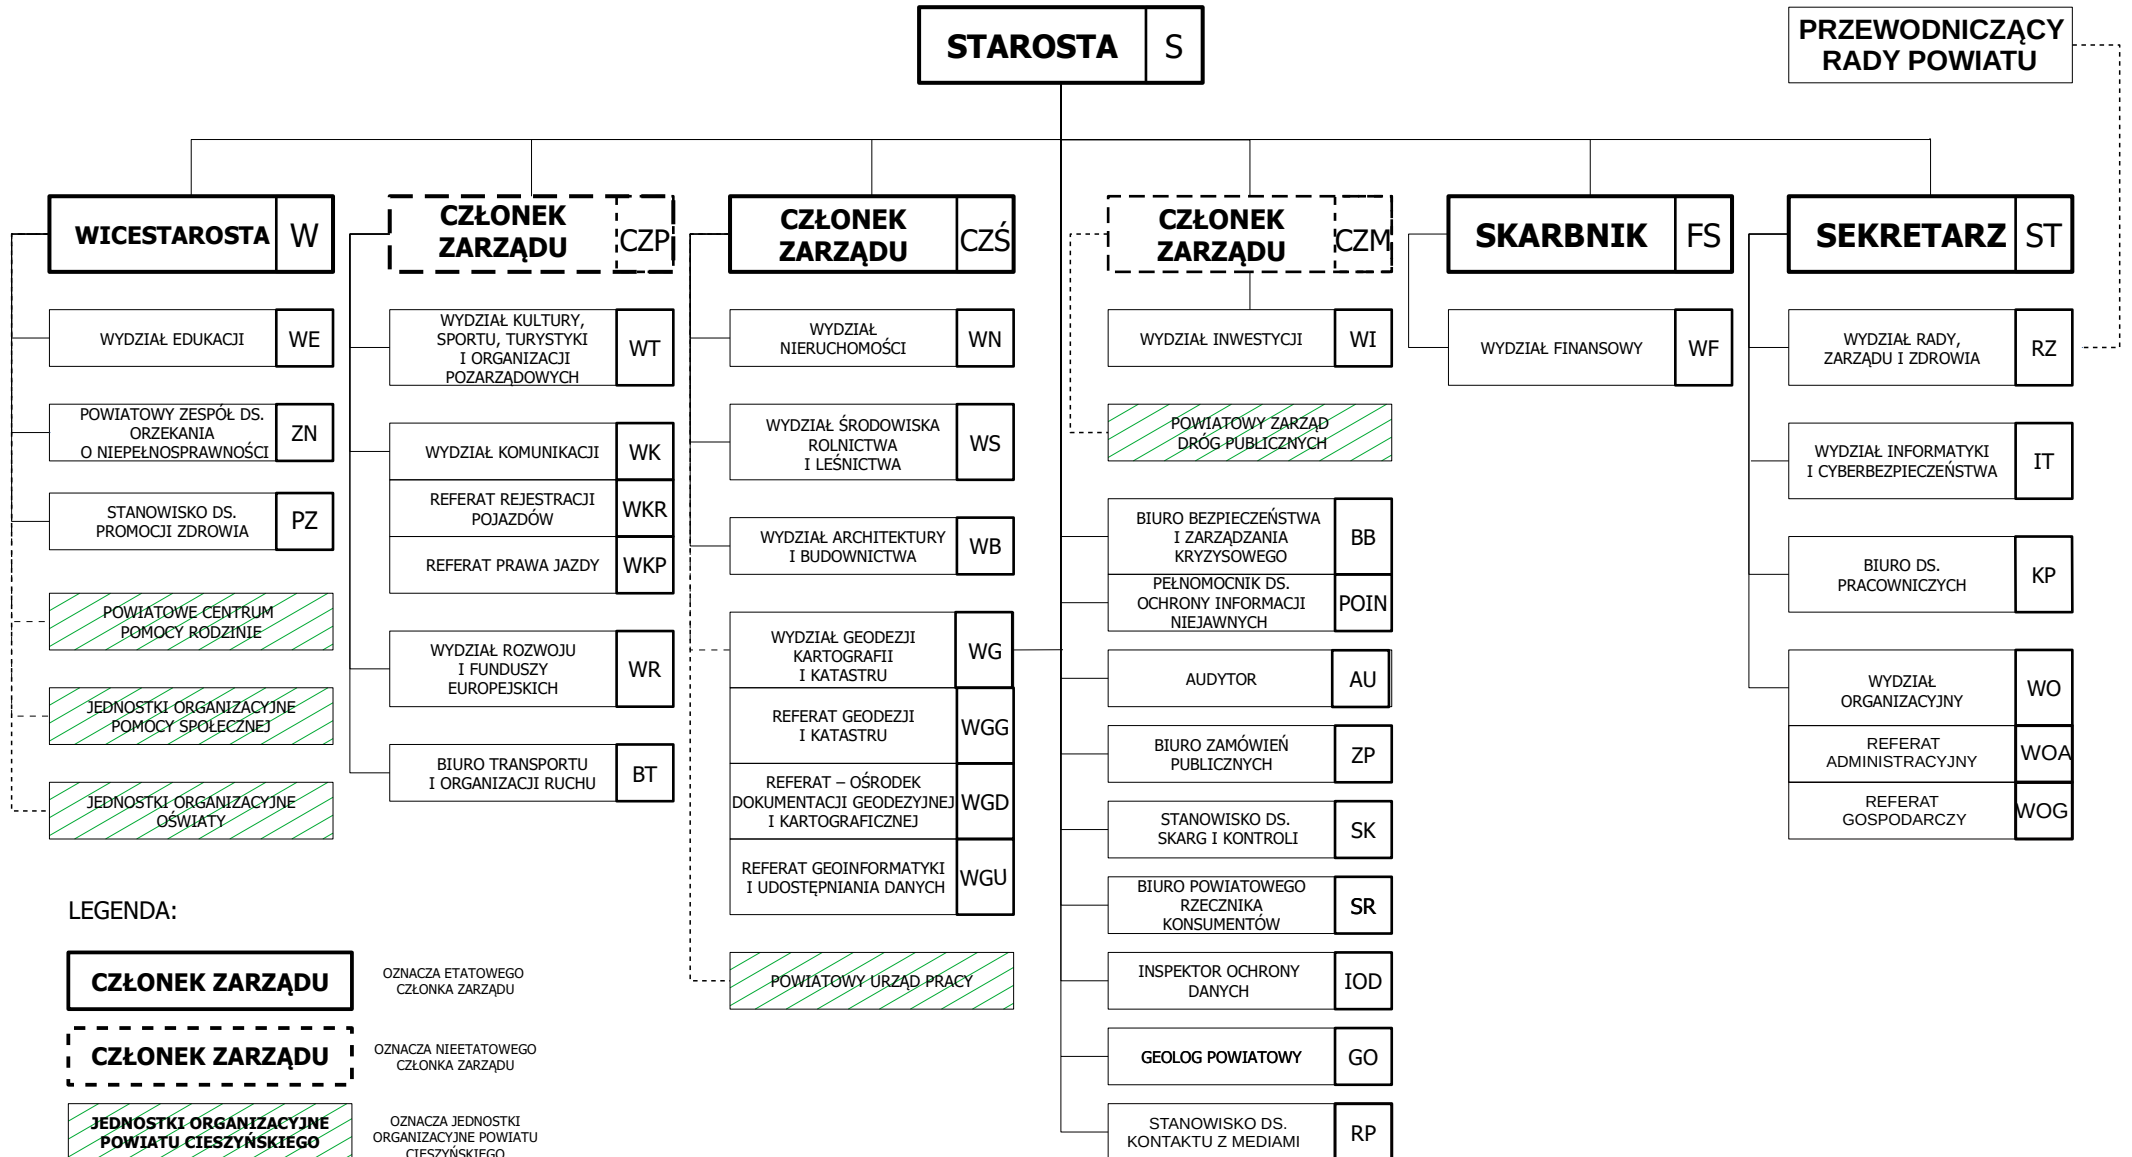 STAROSTA S
PRZEWODNICZĄCY
RADY POWIATU
WICESTAROSTA W
CZŁONEK
ZARZĄDU
CZP
CZŁONEK
ZARZĄDU
CZŚ
CZŁONEK
ZARZĄDU
CZM
SKARBNIK FS
SEKRETARZ ST
WYDZIAŁ EDUKACJI WE
POWIATOWY ZESPÓŁ DS.
ORZEKANIA
O NIEPEŁNOSPRAWNOŚCI
ZN
STANOWISKO DS.
PROMOCJI ZDROWIA
PZ
POWIATOWE CENTRUM
POMOCY RODZINIE
JEDNOSTKI ORGANIZACYJNE
POMOCY SPOŁECZNEJ
JEDNOSTKI ORGANIZACYJNE
OŚWIATY
WYDZIAŁ KULTURY,
SPORTU, TURYSTYKI
I ORGANIZACJI
POZARZĄDOWYCH
WT
WYDZIAŁ KOMUNIKACJI WK
REFERAT REJESTRACJI
POJAZDÓW
WKR
REFERAT PRAWA JAZDY WKP
WYDZIAŁ ROZWOJU
I FUNDUSZY
EUROPEJSKICH
WR
BIURO TRANSPORTU
I ORGANIZACJI RUCHU
BT
WYDZIAŁ
NIERUCHOMOŚCI
WN
WYDZIAŁ ŚRODOWISKA
ROLNICTWA
I LEŚNICTWA
WS
WYDZIAŁ ARCHITEKTURY
I BUDOWNICTWA
WB
WYDZIAŁ GEODEZJI
KARTOGRAFII
I KATASTRU
WG
REFERAT GEODEZJI
I KATASTRU
WGG
REFERAT – OŚRODEK
DOKUMENTACJI GEODEZYJNEJ
I KARTOGRAFICZNEJ
WGD
REFERAT GEOINFORMATYKI
I UDOSTĘPNIANIA DANYCH
WGU
POWIATOWY URZĄD PRACY
WYDZIAŁ INWESTYCJI WI
POWIATOWY ZARZĄD
DRÓG PUBLICZNYCH
BIURO BEZPIECZEŃSTWA
I ZARZĄDZANIA
KRYZYSOWEGO
BB
PEŁNOMOCNIK DS.
OCHRONY INFORMACJI
NIEJAWNYCH
POIN
AUDYTOR AU
BIURO ZAMÓWIEŃ
PUBLICZNYCH
ZP
STANOWISKO DS.
SKARG I KONTROLI
SK
BIURO POWIATOWEGO
RZECZNIKA
KONSUMENTÓW
SR
INSPEKTOR OCHRONY
DANYCH
IOD
GEOLOG POWIATOWY GO
STANOWISKO DS.
KONTAKTU Z MEDIAMI
RP
WYDZIAŁ FINANSOWY WF
WYDZIAŁ RADY,
ZARZĄDU I ZDROWIA
RZ
WYDZIAŁ INFORMATYKI
I CYBERBEZPIECZEŃSTWA
IT
BIURO DS.
PRACOWNICZYCH
KP
WYDZIAŁ
ORGANIZACYJNY
WO
REFERAT
ADMINISTRACYJNY
WOA
REFERAT
GOSPODARCZY
WOG
LEGENDA:
CZŁONEK ZARZĄDU
OZNACZA ETATOWEGO
CZŁONKA ZARZĄDU
CZŁONEK ZARZĄDU
OZNACZA NIEETATOWEGO
CZŁONKA ZARZĄDU
JEDNOSTKI ORGANIZACYJNE
POWIATU CIESZYŃSKIEGO
OZNACZA JEDNOSTKI
ORGANIZACYJNE POWIATU
CIESZYŃSKIEGO